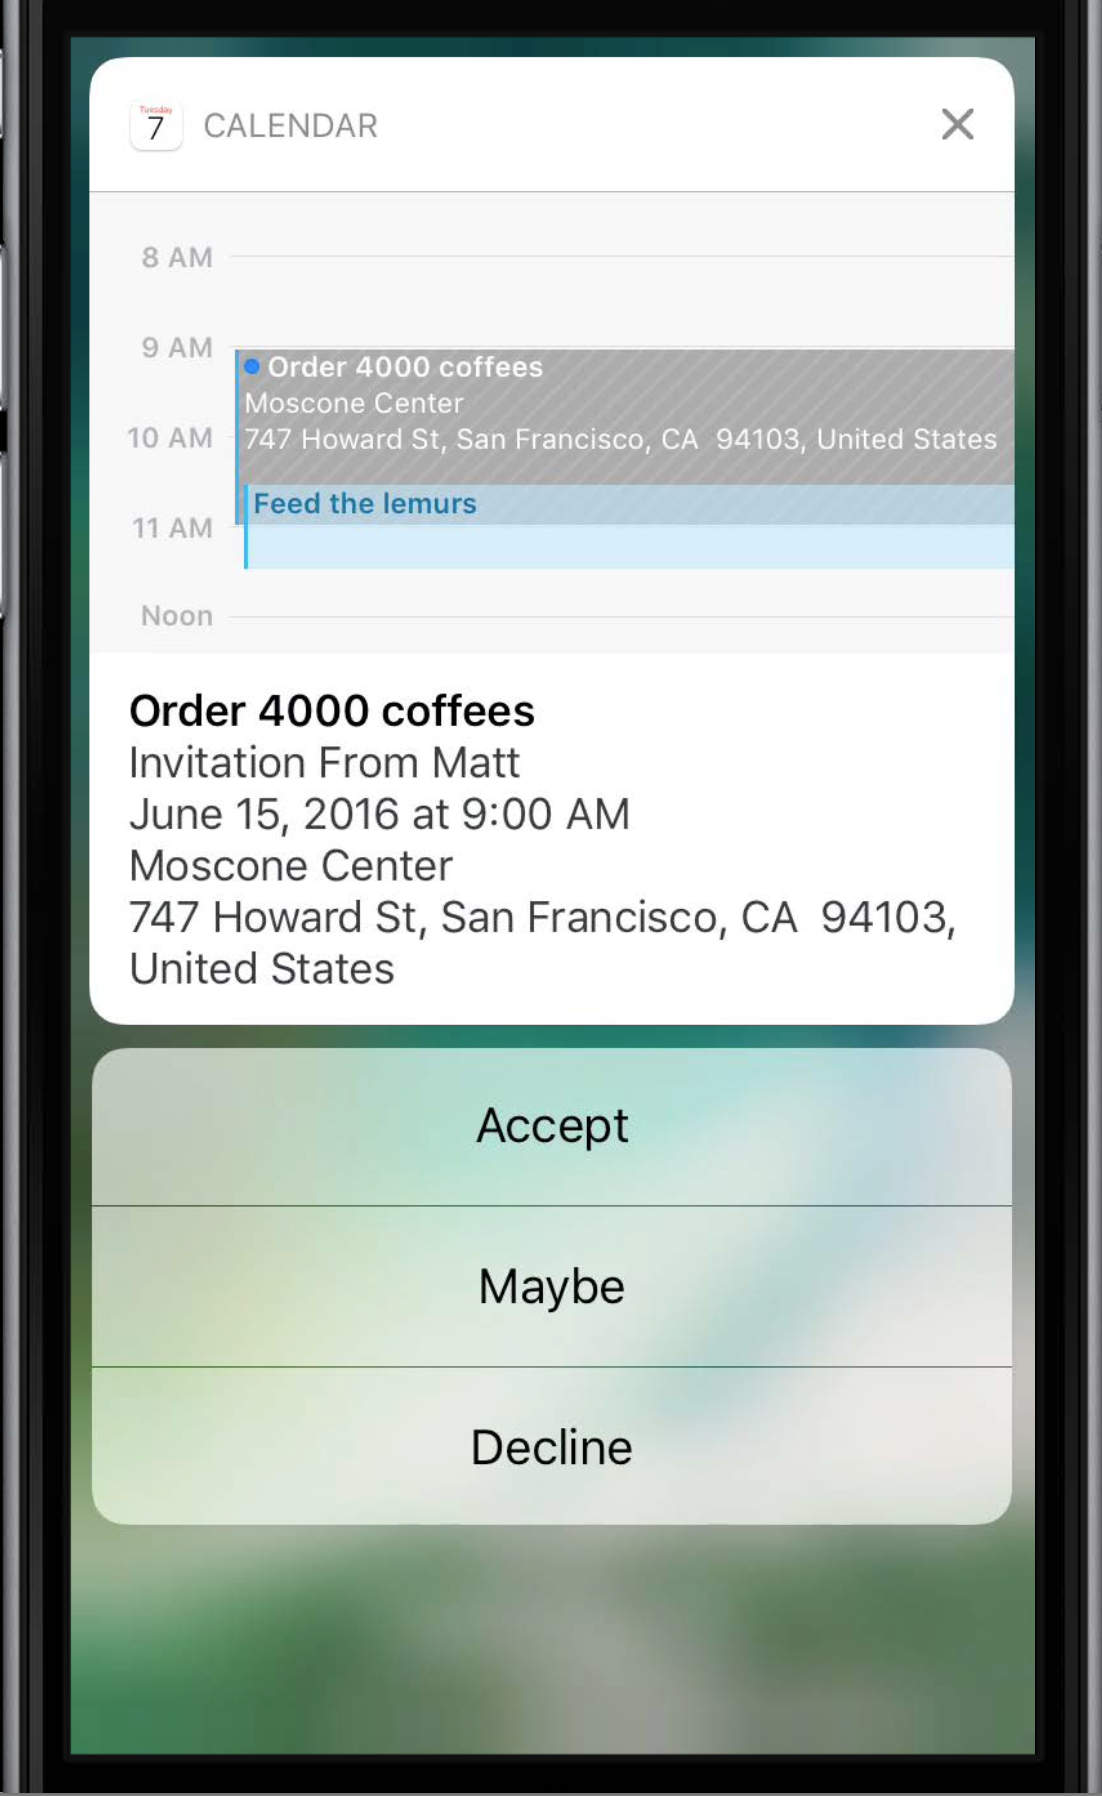 Tuesday
7
CALENDAR
8 AM
9 AM
Order 4000 coffees
Moscone Center
10 AM
747 Howard St, San Francisco, CA  94103, United States
Feed the lemurs
11 AM
Noon
Order 4000 coffees
Invitation From Matt
June 15, 2016 at 9:00 AM
Moscone Center
747 Howard St, San Francisco, CA  94103,
United States
Accept
Maybe
Decline